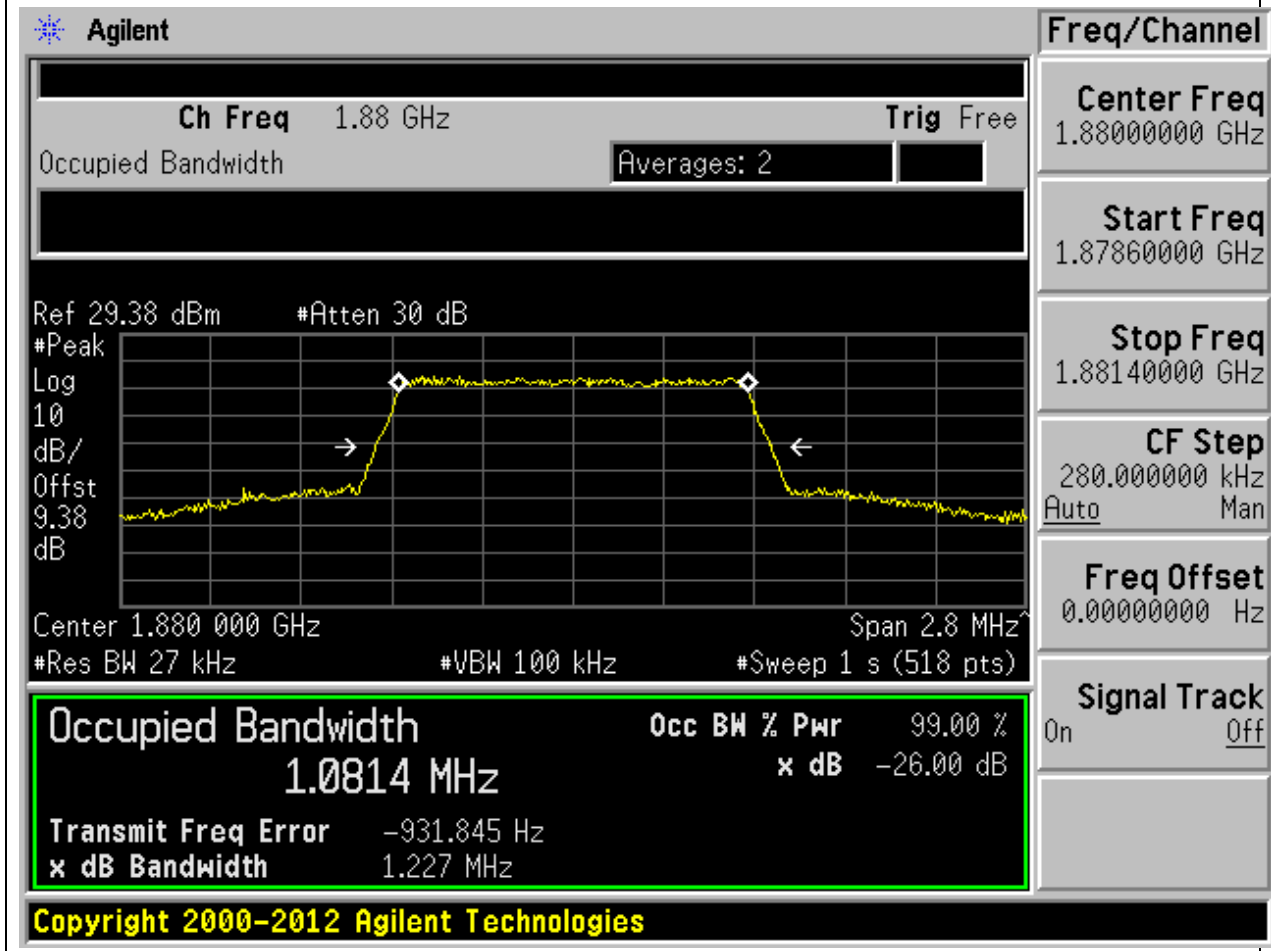 Agilent
Freq/Channel
Ch Freq 1.88 GHz Trig Free
Occupied Bandwidth Averages: 2
Center Freq
1.88000000 GHz
Start Freq
1.87860000 GHz
Stop Freq
1.88140000 GHz
CF Step
280.000000 kHz
Auto Man
Freq Offset
0.00000000 Hz
Signal Track
On Off
Ref 29.38 dBm #Atten 30 dB
#Peak
Log
10
dB/
Offst
9.38
dB
Center 1.880 000 GHz Span 2.8 MHz^
#Res BW 27 kHz #VBW 100 kHz #Sweep 1 s (518 pts)
Occupied Bandwidth Occ BW % Pwr 99.00 %
1.0814 MHz x dB -26.00 dB
Transmit Freq Error -931.845 Hz
x dB Bandwidth 1.227 MHz
Copyright 2000-2012 Agilent Technologies